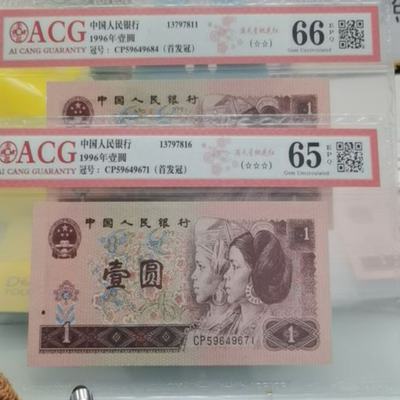 ACG
AI CANG GUARANTY
中国人民银行 13797811
1996年壹圆
冠号：CP59649684（首发冠）
(☆☆)
66 EPQ
Gem Uncirculated
中国人民银行
1
ACG
AI CANG GUARANTY
中国人民银行 13797816
1996年壹圆
冠号：CP59649671（首发冠）
(☆☆☆)
65 EPQ
Gem Uncirculated
中国人民银行
1
壹圆
1
CP59649671
1